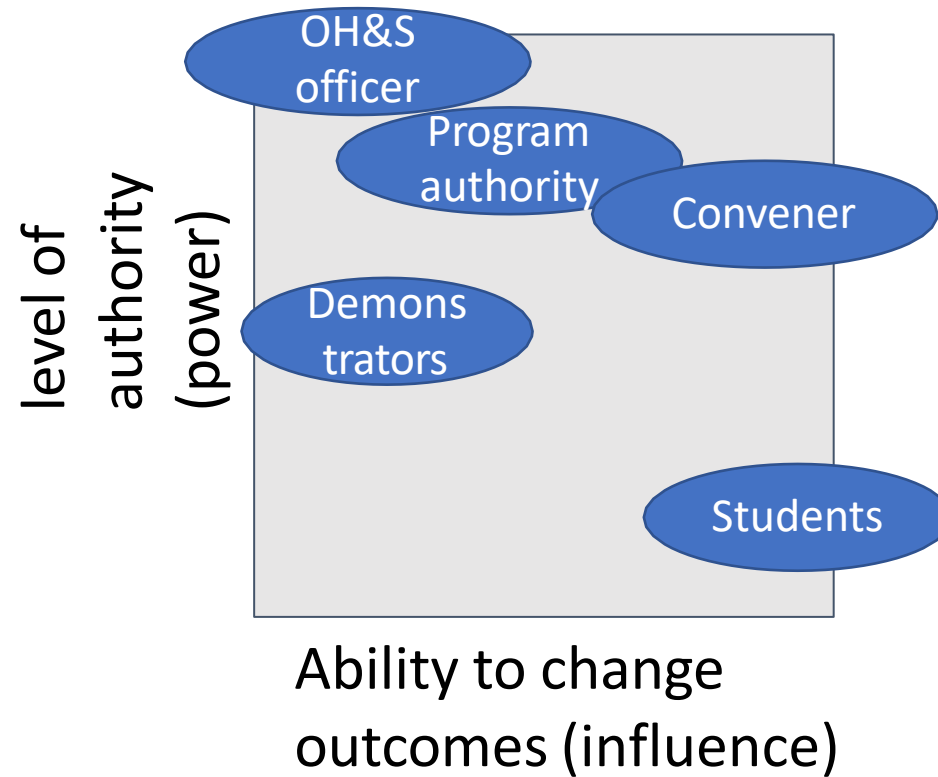 OH&S
officer
Program
authority
Convener
Demons
trators
Students
level of
authority
(power)
Ability to change
outcomes (influence)